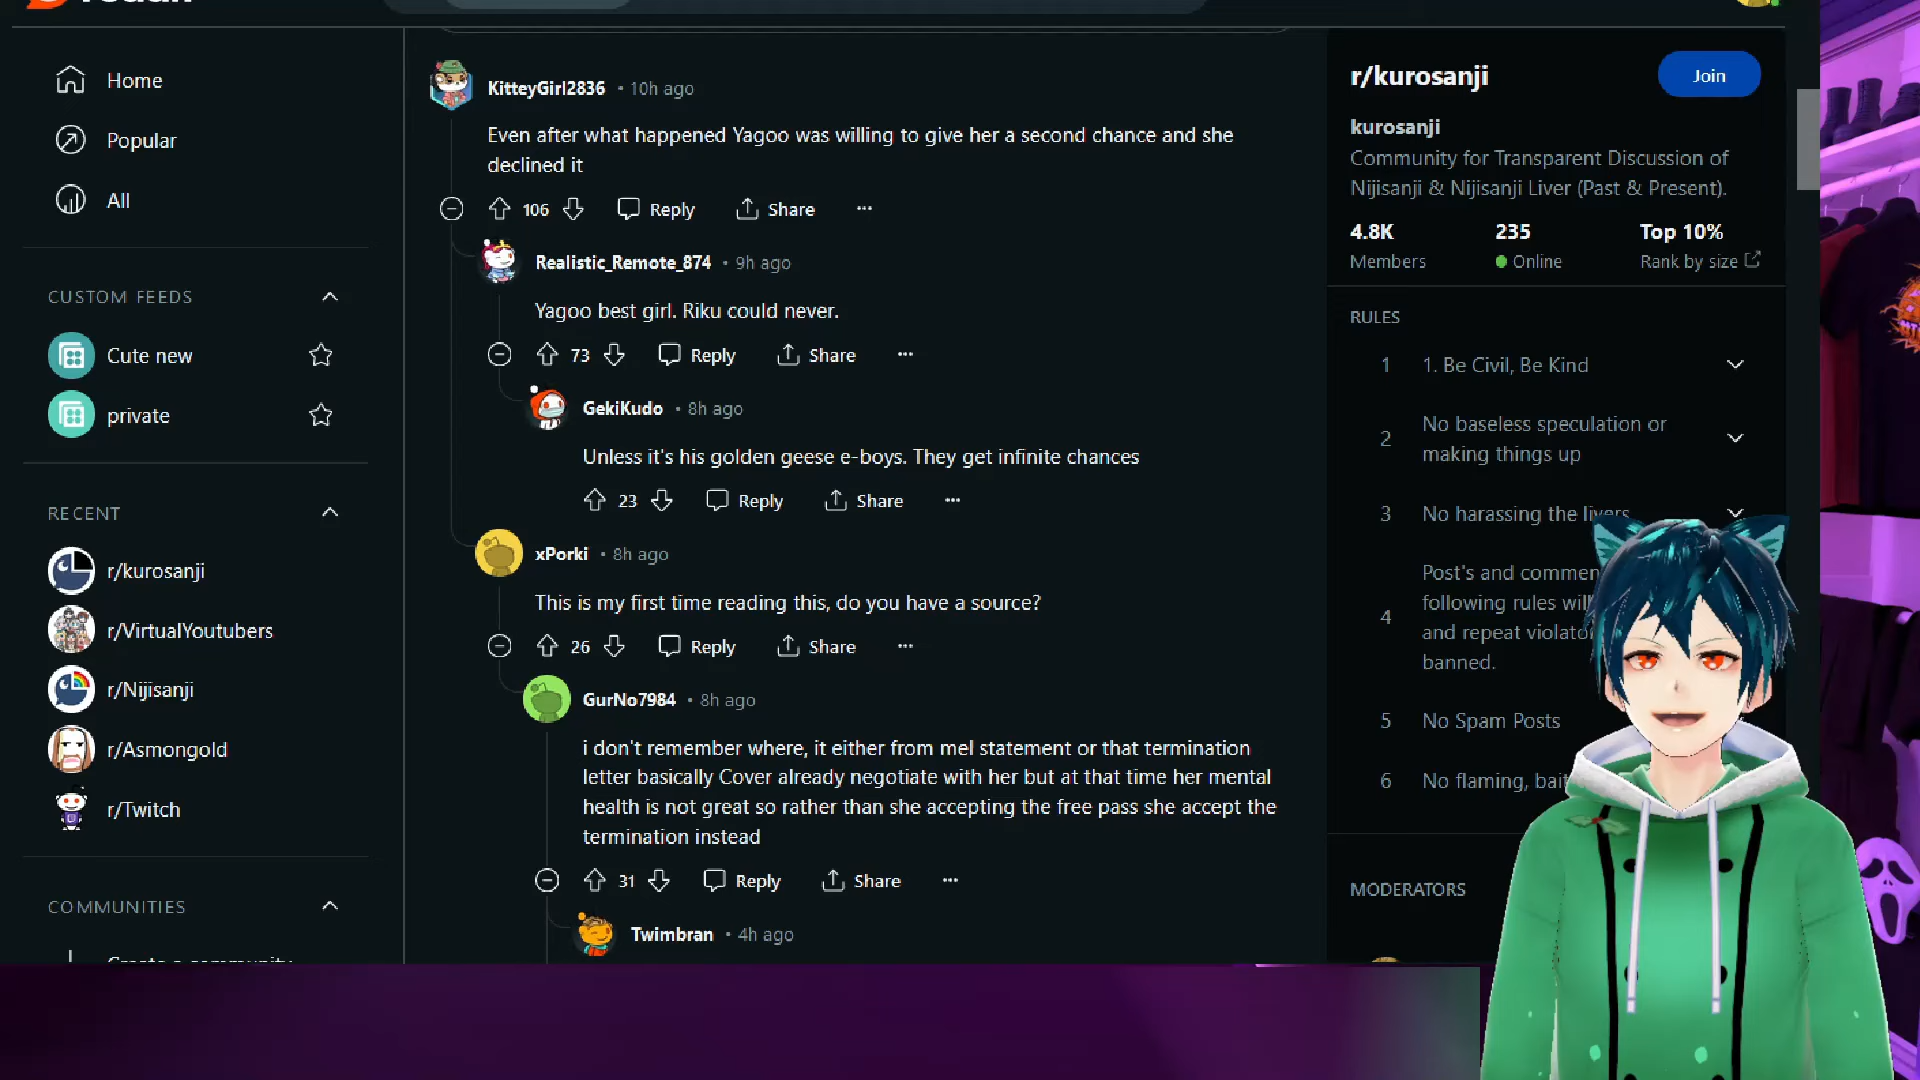 Home
Popular
All
CUSTOM FEEDS
Cute new
private
RECENT
r/kurosanji
r/VirtualYoutubers
r/Nijisanji
r/Asmongold
r/Twitch
COMMUNITIES
Create a community
KitteyGirl2836 • 10h ago
Even after what happened Yagoo was willing to give her a second chance and she
declined it
106 Reply Share
Realistic_Remote_874 • 9h ago
Yagoo best girl. Riku could never.
73 Reply Share
GekiKudo • 8h ago
Unless it's his golden geese e-boys. They get infinite chances
23 Reply Share
xPorki • 8h ago
This is my first time reading this, do you have a source?
26 Reply Share
GurNo7984 • 8h ago
i don't remember where, it either from mel statement or that termination
letter basically Cover already negotiate with her but at that time her mental
health is not great so rather than she accepting the free pass she accept the
termination instead
31 Reply Share
Twimbran • 4h ago
r/kurosanji
Join
kurosanji
Community for Transparent Discussion of
Nijisanji & Nijisanji Liver (Past & Present).
4.8K 235 Top 10%
Members Online Rank by size
RULES
1 1. Be Civil, Be Kind
2 No baseless speculation or
making things up
3 No harassing the livers
4 Post's and commen
following rules will
and repeat violato
banned.
5 No Spam Posts
6 No flaming, bait
MODERATORS